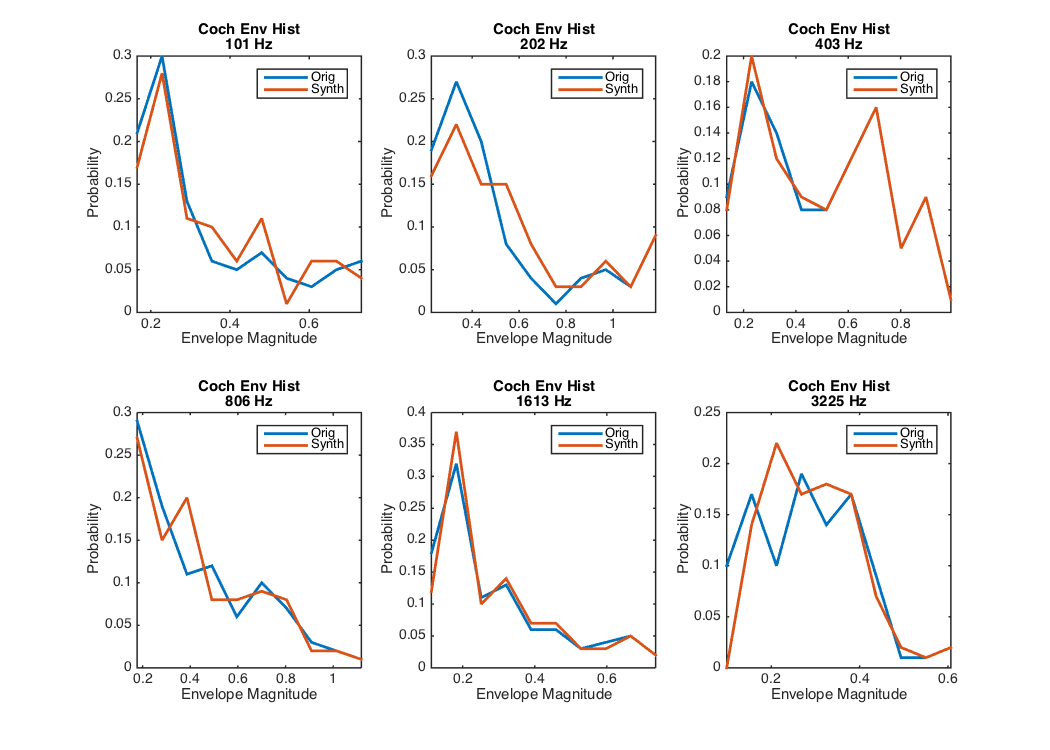 Coch Env Hist
101 Hz
0.3
0.25
0.2
0.15
0.1
0.05
0
Probability
Orig
Synth
0.2
0.4
0.6
Envelope Magnitude
Coch Env Hist
202 Hz
0.3
0.25
0.2
0.15
0.1
0.05
0
Probability
Orig
Synth
0.4
0.6
0.8
1
Envelope Magnitude
Coch Env Hist
403 Hz
0.2
0.18
0.16
0.14
0.12
0.1
0.08
0.06
0.04
0.02
0
Probability
Orig
Synth
0.2
0.4
0.6
0.8
Envelope Magnitude
Coch Env Hist
806 Hz
0.3
0.25
0.2
0.15
0.1
0.05
0
Probability
Orig
Synth
0.2
0.4
0.6
0.8
1
Envelope Magnitude
Coch Env Hist
1613 Hz
0.4
0.35
0.3
0.25
0.2
0.15
0.1
0.05
0
Probability
Orig
Synth
0.2
0.4
0.6
Envelope Magnitude
Coch Env Hist
3225 Hz
0.25
0.2
0.15
0.1
0.05
0
Probability
Orig
Synth
0.2
0.4
0.6
Envelope Magnitude